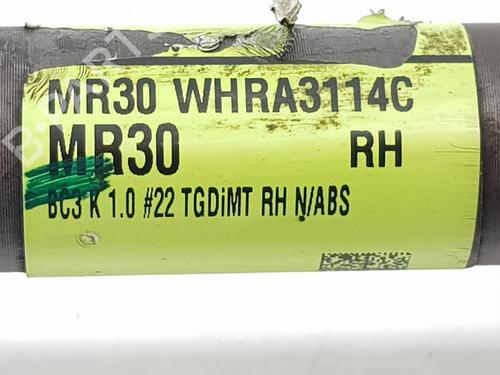 MR30 WHRA3114C
MR30 RH
BC3 K 1.0 #22 TGDiMT RH N/ABS